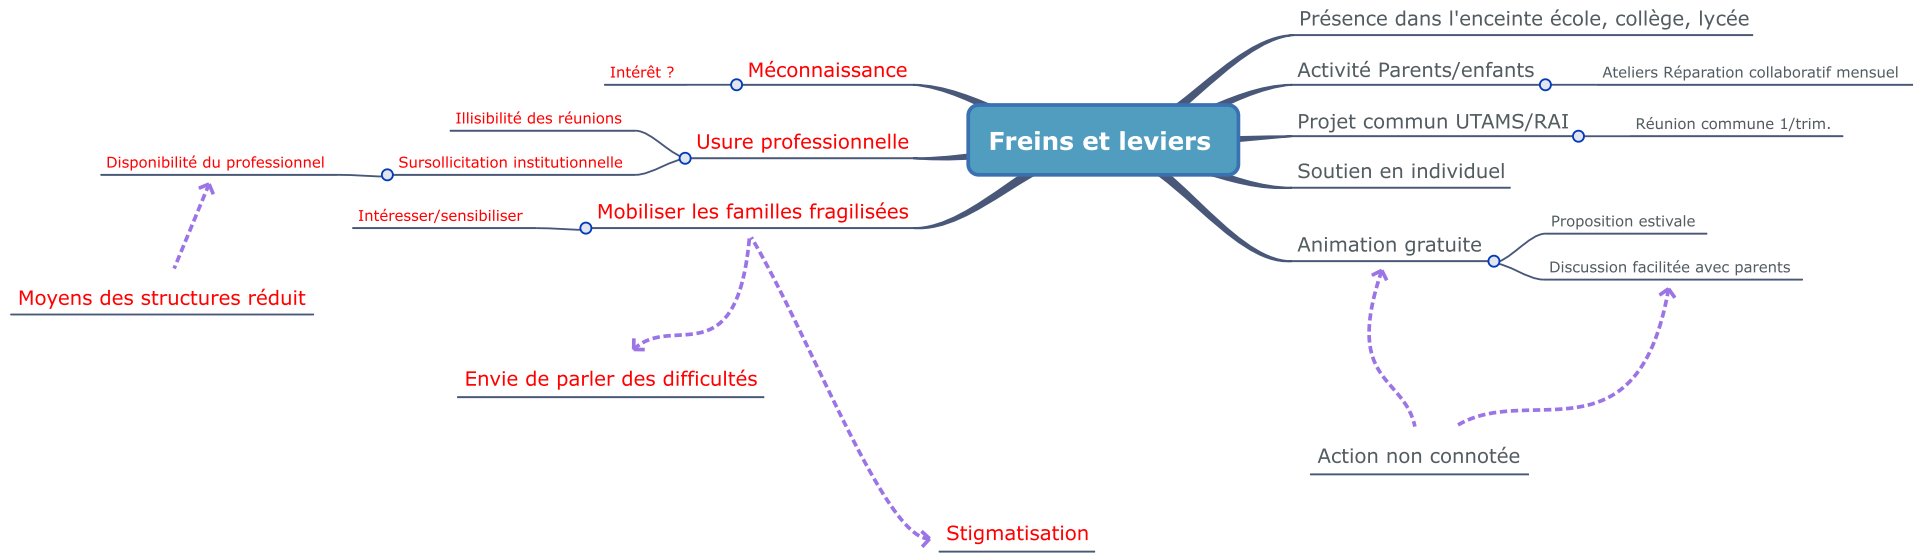 Freins et leviers
Présence dans l'enceinte école, collège, lycée
Activité Parents/enfants
Ateliers Réparation collaboratif mensuel
Projet commun UTAMS/RAI
Réunion commune 1/trim.
Soutien en individuel
Animation gratuite
Proposition estivale
Discussion facilitée avec parents
Action non connotée
Méconnaissance
Intérêt ?
Usure professionnelle
Illisibilité des réunions
Sursollicitation institutionnelle
Disponibilité du professionnel
Moyens des structures réduit
Mobiliser les familles fragilisées
Intéresser/sensibiliser
Envie de parler des difficultés
Stigmatisation